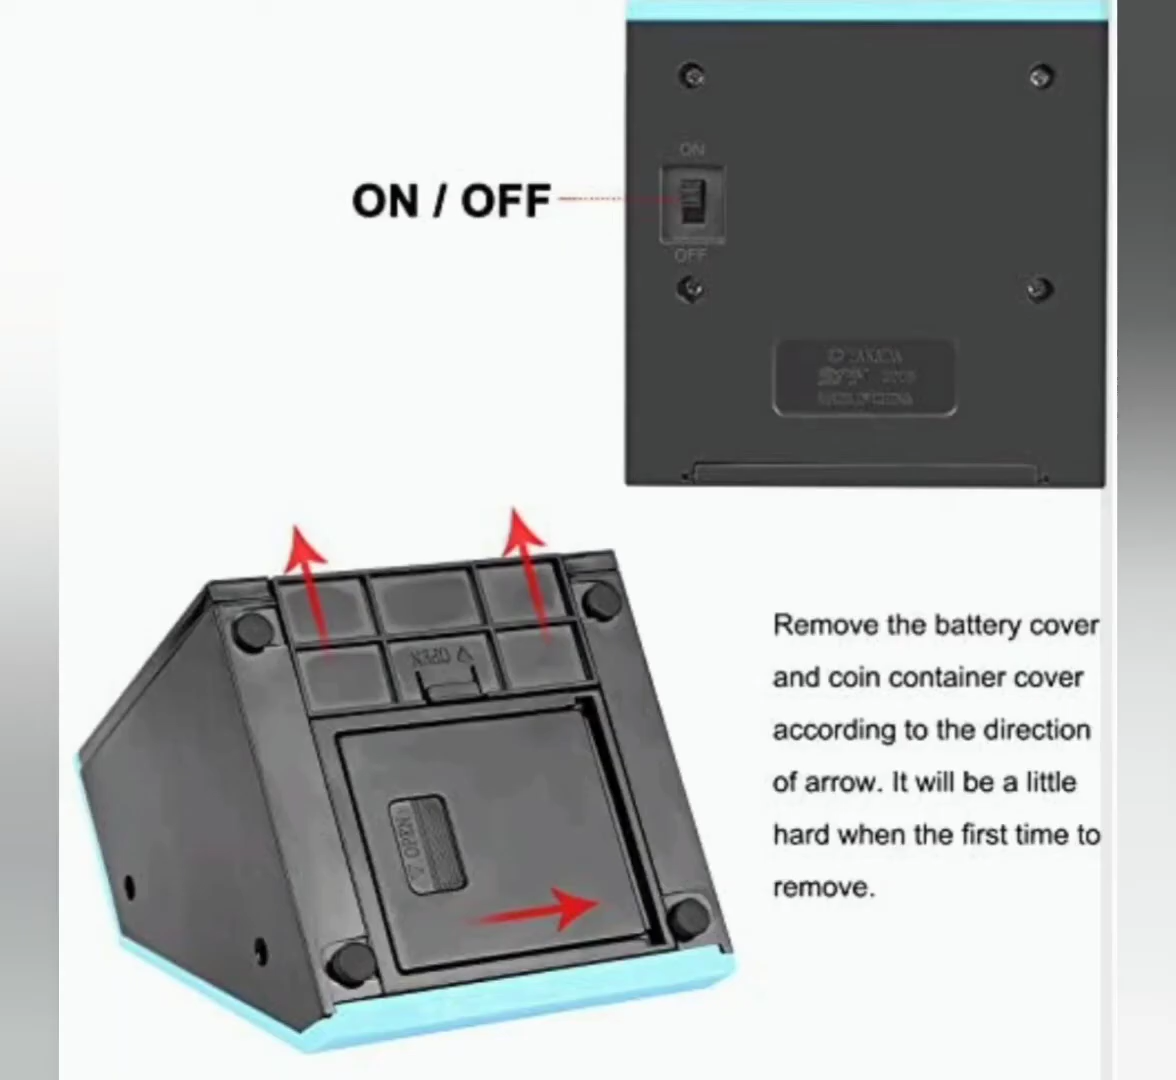 ON
ON / OFF
OFF
OPEN
OPEN
Remove the battery cover
and coin container cover
according to the direction
of arrow. It will be a little
hard when the first time to
remove.